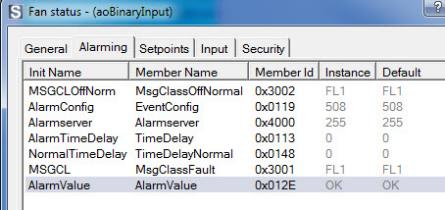 Fan status - (aoBinaryInput)
General Alarming Setpoints Input Security
Init Name Member Name Member Id Instance Default
MSGCLOffNorm MsgClassOffNormal 0x3002 FL1 FL1
AlarmConfig EventConfig 0x0119 508 508
Alarmserver Alarmserver 0x4000 255 255
AlarmTimeDelay TimeDelay 0x0113 0 0
NormalTimeDelay TimeDelayNormal 0x0148 0 0
MSGCL MsgClassFault 0x3001 FL1 FL1
AlarmValue AlarmValue 0x012E OK OK